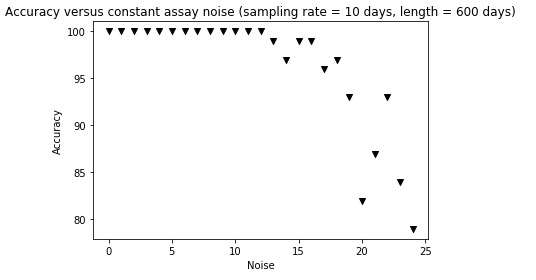 Accuracy versus constant assay noise (sampling rate = 10 days, length = 600 days)
100
95
90
85
80
Accuracy
0 5 10 15 20 25
Noise